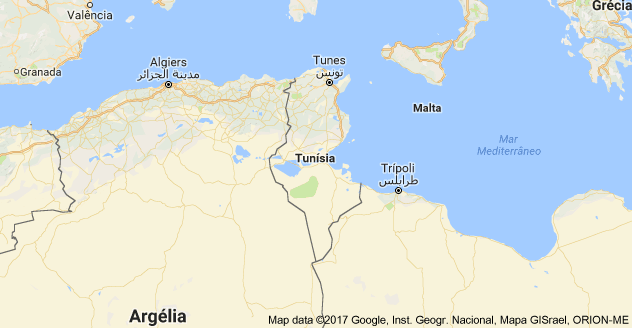 Valência
Grécia
Granada
Algiers
مدينة الجزائر
Tunes
تونس
Malta
Mar
Mediterrâneo
Tunísia
Trípoli
طرابلس
Argélia
Map data ©2017 Google, Inst. Geogr. Nacional, Mapa GISrael, ORION-ME